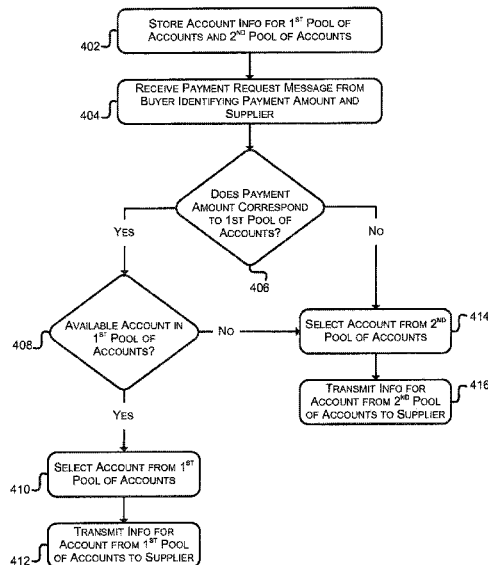 STORE ACCOUNT INFO FOR 1ST POOL OF
ACCOUNTS AND 2ND POOL OF ACCOUNTS
402
RECEIVE PAYMENT REQUEST MESSAGE FROM
BUYER IDENTIFYING PAYMENT AMOUNT AND
SUPPLIER
404
DOES PAYMENT
AMOUNT CORRESPOND
TO 1ST POOL OF
ACCOUNTS?
YES
NO
406
AVAILABLE ACCOUNT IN
1ST POOL OF
ACCOUNTS?
408
NO
SELECT ACCOUNT FROM 2ND
POOL OF ACCOUNTS
414
TRANSMIT INFO FOR
ACCOUNT FROM 2ND POOL
OF ACCOUNTS TO SUPPLIER
416
YES
SELECT ACCOUNT FROM 1ST
POOL OF ACCOUNTS
410
TRANSMIT INFO FOR
ACCOUNT FROM 1ST POOL
OF ACCOUNTS TO SUPPLIER
412